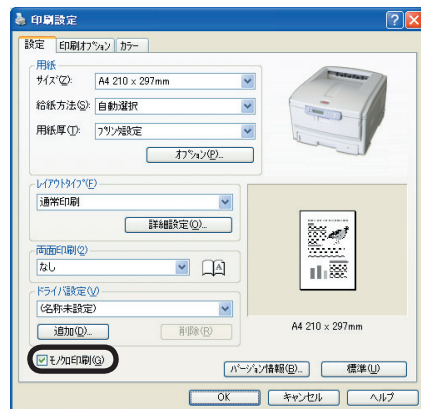 印刷設定
設定 印刷オプション カラー
用紙
サイズ(Z): A4 210 x 297mm
給紙方法(S): 自動選択
用紙厚(T): プリンタ設定
オプション(P)...
レイアウトタイプ(F)
通常印刷
詳細設定(O)...
両面印刷(2)
なし
A
ドライバ設定(V)
(名称未設定)
追加(D)... 削除(R)
A4 210 x 297mm
モノクロ印刷(G)
バージョン情報(B)... 標準(U)
OK キャンセル ヘルプ